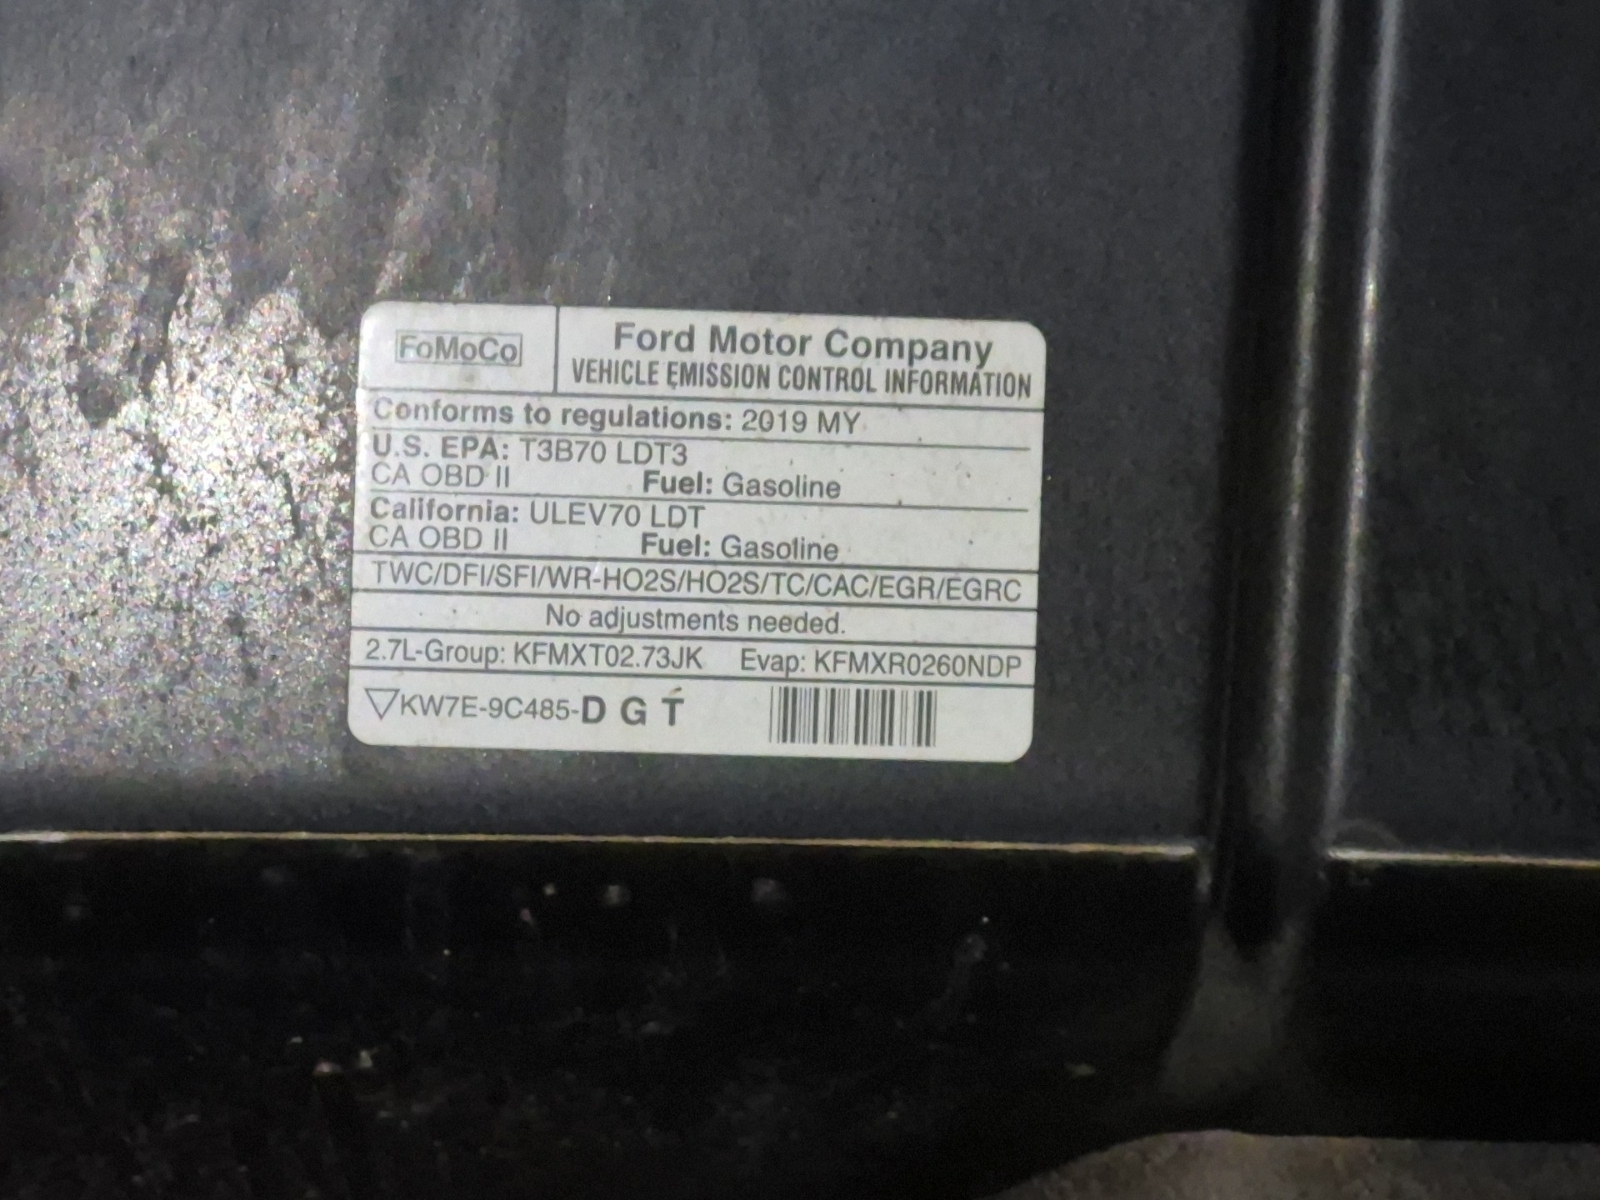 FoMoCo
Ford Motor Company
VEHICLE EMISSION CONTROL INFORMATION
Conforms to regulations: 2019 MY
U.S. EPA: T3B70 LDT3
CA OBD II Fuel: Gasoline
California: ULEV70 LDT
CA OBD II Fuel: Gasoline
TWC/DFI/SFI/WR-HO2S/HO2S/TC/CAC/EGR/EGRC
No adjustments needed.
2.7L-Group: KFMXT02.73JK Evap: KFMXR0260NDP
▽KW7E-9C485-D G T